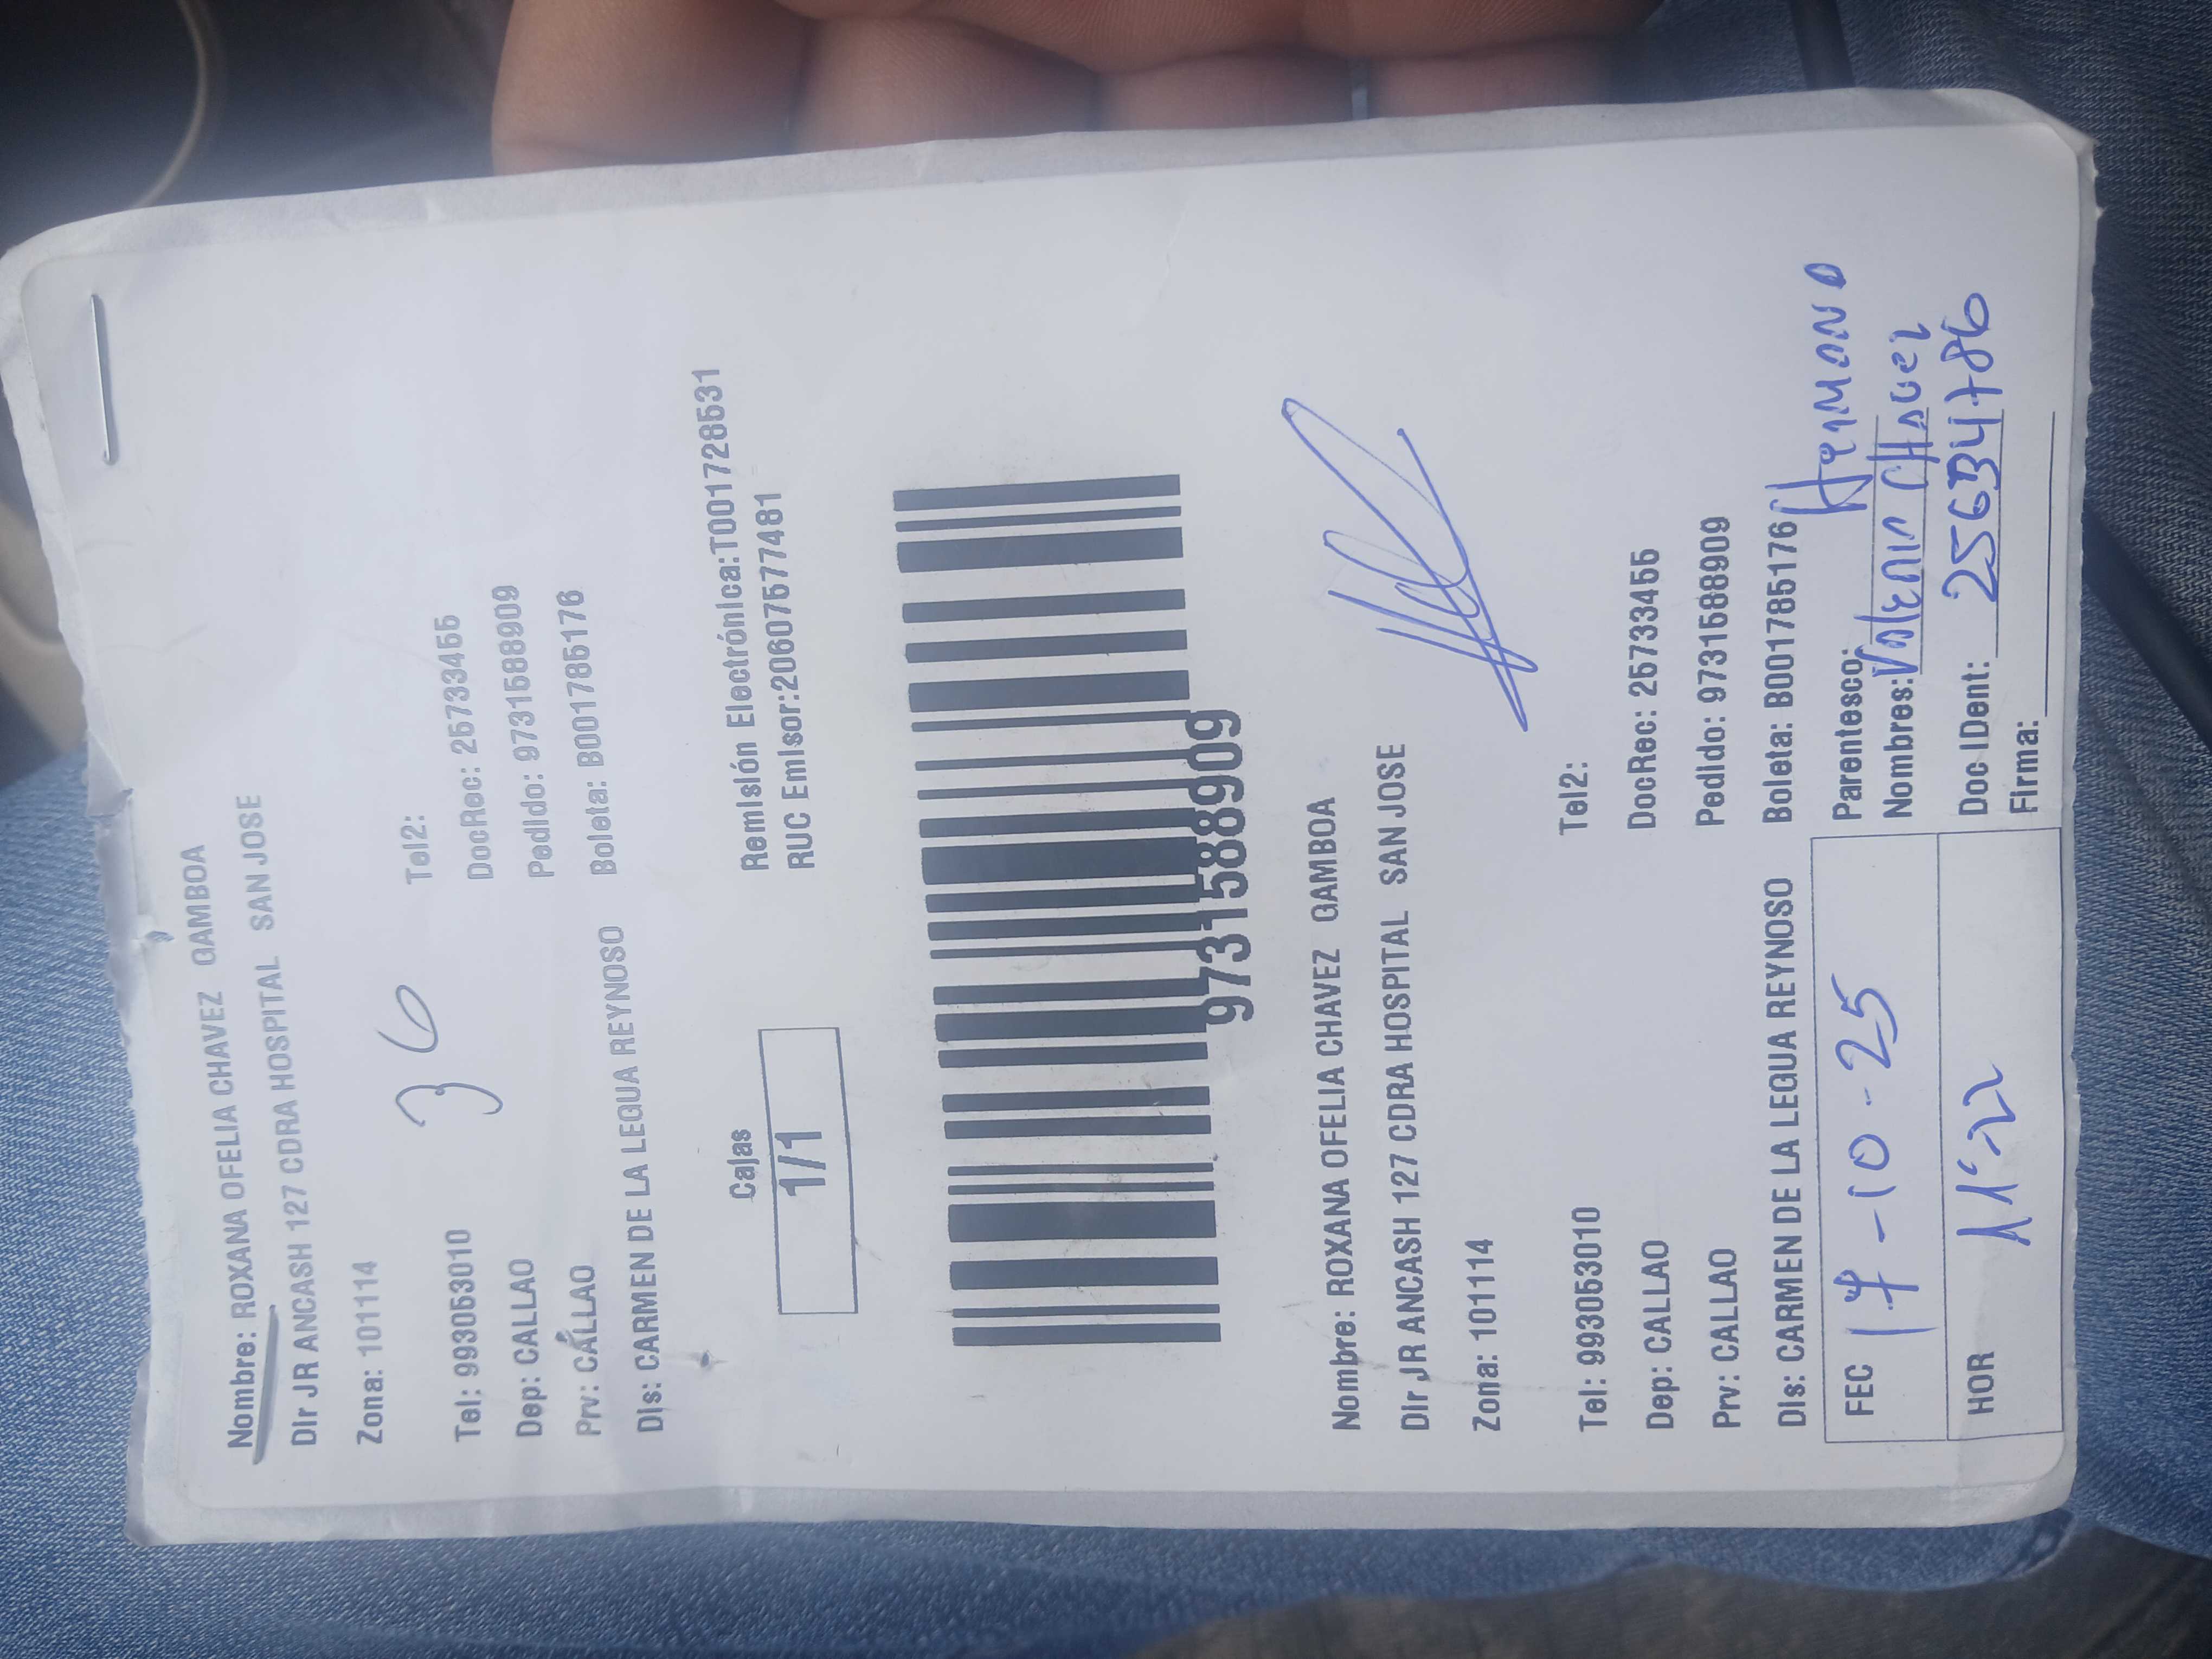 Nombre: ROXANA OFELIA CHAVEZ GAMBOA
Dir JR ANCASH 127 CDRA HOSPITAL SAN JOSE
Zona: 101114
36
Tel: 993053010 Tel2:
Dep: CALLAO DocRec: 25733455
Prv: CALLAO Pedido: 9731588909
Dis: CARMEN DE LA LEGUA REYNOSO Boleta: B001785176
Cajas
1/1
Remisión Electrónica:T001728531
RUC Emisor:20607577481
9731588909
Nombre: ROXANA OFELIA CHAVEZ GAMBOA
Dir JR ANCASH 127 CDRA HOSPITAL SAN JOSE
Zona: 101114
Tel: 993053010 Tel2:
Dep: CALLAO DocRec: 25733455
Prv: CALLAO Pedido: 9731588909
Dis: CARMEN DE LA LEGUA REYNOSO Boleta: B001785176
FEC 17-10-25
HOR 11:22
Parentesco: Hermano
Nombres: CHAVEZ
Doc IDent: 25634786
Firma: